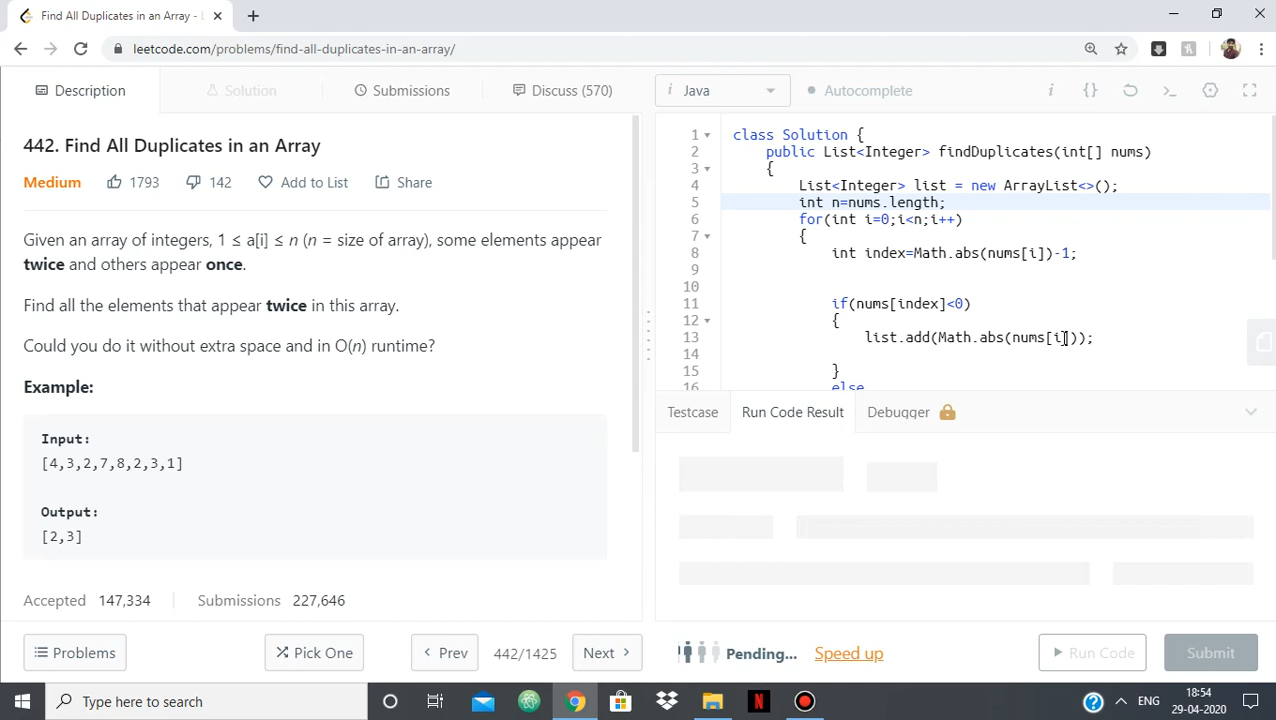 Find All Duplicates in an Array -
leetcode.com/problems/find-all-duplicates-in-an-array/
Description
Solution
Submissions
Discuss (570)
i Java
Autocomplete
442. Find All Duplicates in an Array
Medium 1793 142 Add to List Share
Given an array of integers, 1 ≤ a[i] ≤ n (n = size of array), some elements appear
twice and others appear once.
Find all the elements that appear twice in this array.
Could you do it without extra space and in O(n) runtime?
Example:
Input:
[4,3,2,7,8,2,3,1]
Output:
[2,3]
Accepted 147,334 Submissions 227,646
Problems
Pick One
Prev
442/1425
Next
1 class Solution {
2 public List<Integer> findDuplicates(int[] nums)
3 {
4 List<Integer> list = new ArrayList<>();
5 int n=nums.length;
6 for(int i=0;i<n;i++)
7 {
8 int index=Math.abs(nums[i])-1;
9
10
11 if(nums[index]<0)
12 {
13 list.add(Math.abs(nums[i]));
14
15 }
16 else
Testcase
Run Code Result
Debugger
Pending...
Speed up
Run Code
Submit
Type here to search
ENG
18:54
29-04-2020